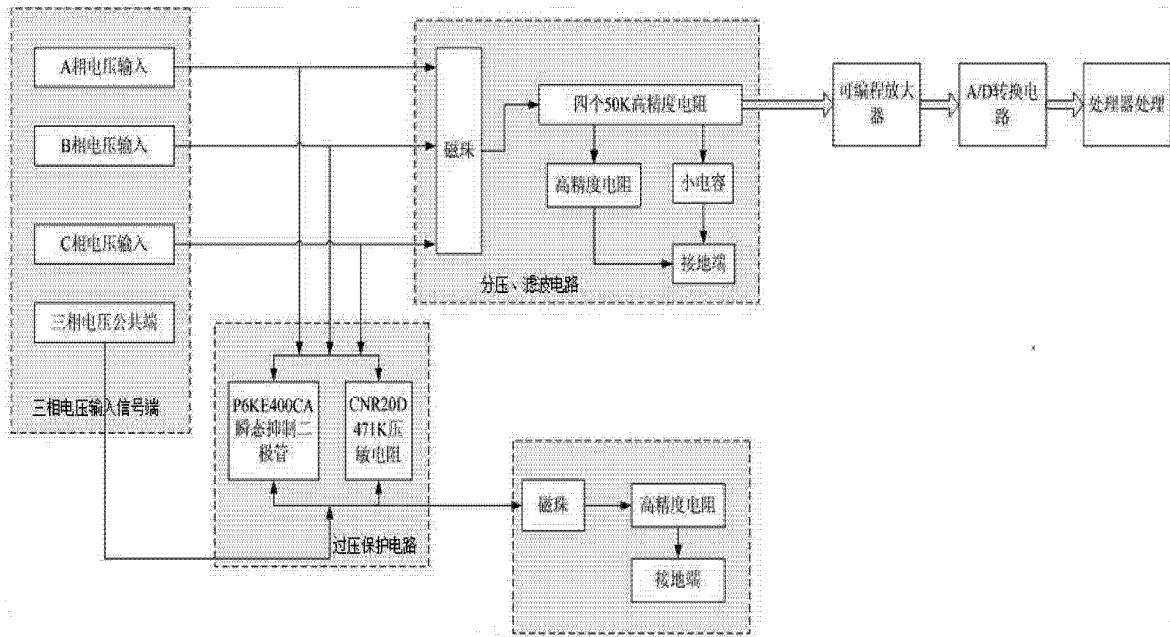 A相电压输入
B相电压输入
C相电压输入
三相电压公共端
三相电压输入信号端
磁珠
四个50K高精度电阻
高精度电阻
小电容
接地端
分压、滤波电路
可编程放大
器
A/D转换电
路
处理器处理
P6KE400CA
瞬态抑制二
极管
CNR20D
471K压
敏电阻
过压保护电路
磁珠
高精度电阻
接地端